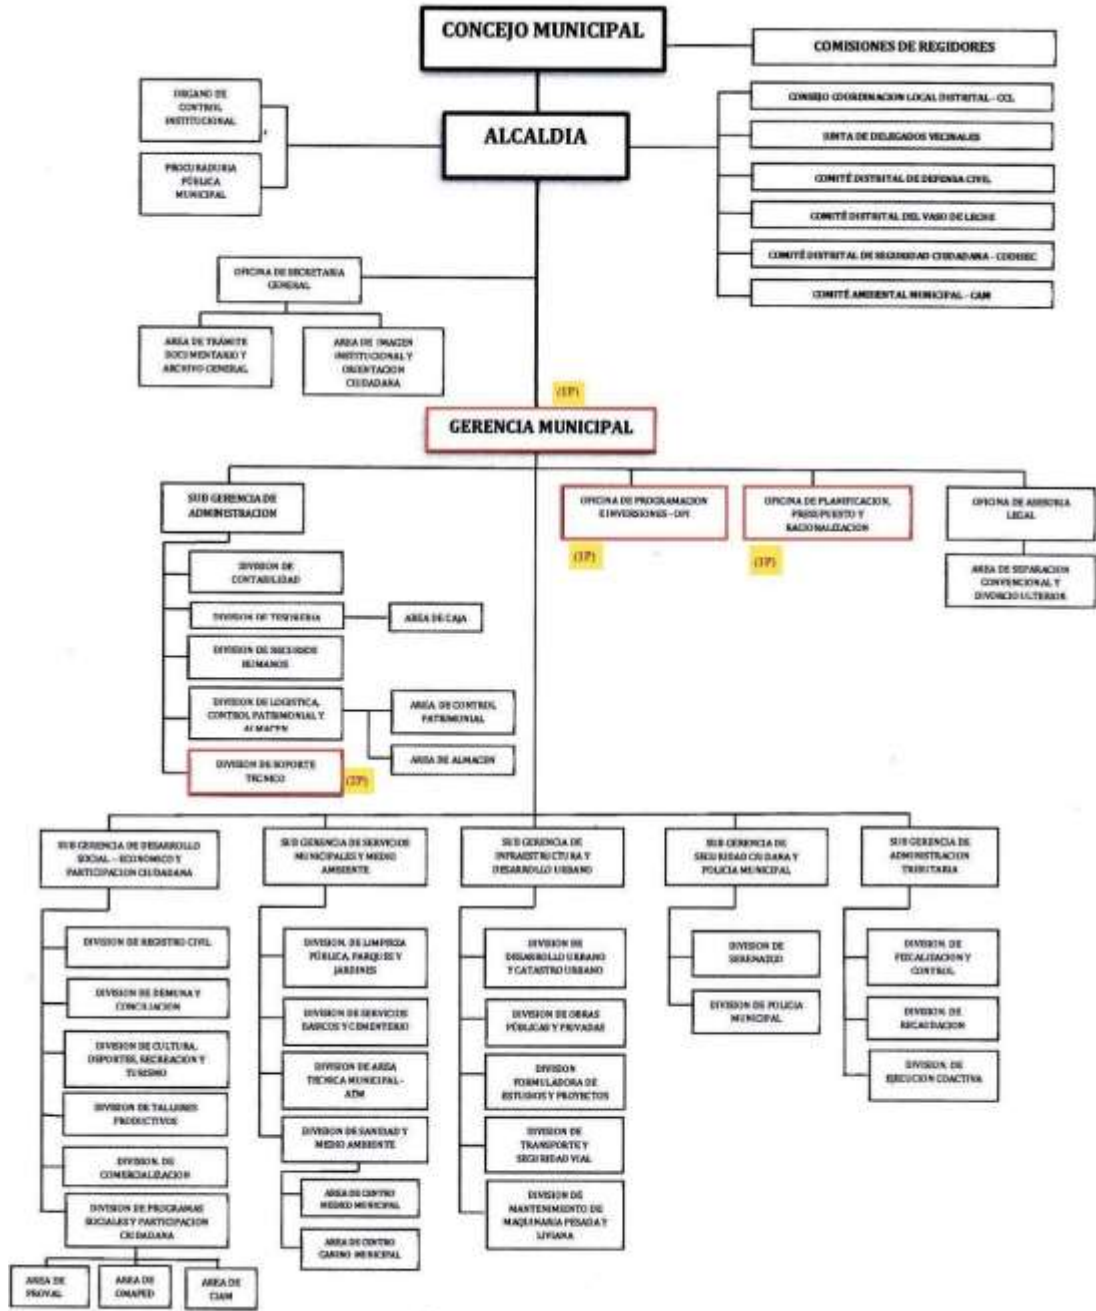 CONCEJO MUNICIPAL
COMISIONES DE REGIDORES
ORGANO DE
CONTROL
INSTITUCIONAL
PROCURADURIA
PÚBLICA
MUNICIPAL
ALCALDIA
CONSEJO COORDINACION LOCAL DISTRITAL - CCL
JUNTA DE DELEGADOS VECINALES
COMITÉ DISTRITAL DE DEFENSA CIVIL
COMITÉ DISTRITAL DEL VASO DE LECHE
COMITÉ DISTRITAL DE SEGURIDAD CIUDADANA - CODISEC
COMITÉ AMBIENTAL MUNICIPAL - CAM
OFICINA DE SECRETARIA
GENERAL
AREA DE TRÁMITE
DOCUMENTARIO Y
ARCHIVO GENERAL
AREA DE IMAGEN
INSTITUCIONAL Y
ORIENTACION
CIUDADANA
GERENCIA MUNICIPAL
SUB GERENCIA DE
ADMINISTRACION
OFICINA DE PROGRAMACION
E INVERSIONES - OPI
OFICINA DE PLANIFICACION,
PRESUPUESTO Y
RACIONALIZACION
OFICINA DE ASESORIA
LEGAL
AREA DE SEPARACION
CONVENCIONAL Y
DIVORCIO ULTERIOR
DIVISION DE
CONTABILIDAD
DIVISION DE TESORERIA
AREA DE CAJA
DIVISION DE RECURSOS
HUMANOS
DIVISION DE LOGISTICA,
CONTROL PATRIMONIAL Y
ALMACEN
AREA DE CONTROL
PATRIMONIAL
AREA DE ALMACEN
DIVISION DE SOPORTE
TECNICO
SUB GERENCIA DE DESARROLLO
SOCIAL - ECONOMICO Y
PARTICIPACION CIUDADANA
SUB GERENCIA DE SERVICIOS
MUNICIPALES Y MEDIO
AMBIENTE
SUB GERENCIA DE
INFRAESTRUCTURA Y
DESARROLLO URBANO
SUB GERENCIA DE
SEGURIDAD CIUDANA Y
POLICIA MUNICIPAL
SUB GERENCIA DE
ADMINISTRACION
TRIBUTARIA
DIVISION DE REGISTRO CIVIL
DIVISION DE DEMUNA Y
CONCILIACION
DIVISION DE CULTURA,
DEPORTES, RECREACION Y
TURISMO
DIVISION DE TALLERES
PRODUCTIVOS
DIVISION. DE
COMERCIALIZACION
DIVISION DE PROGRAMAS
SOCIALES Y PARTICIPACION
CIUDADANA
AREA DE
PROVAL
AREA DE
OMAPED
AREA DE
CIAM
DIVISION. DE LIMPIEZA
PÚBLICA, PARQUES Y
JARDINES
DIVISION DE SERVICIOS
BASICOS Y CEMENTERIO
DIVISION DE AREA
TECNICA MUNICIPAL -
ATM
DIVISION DE SANIDAD Y
MEDIO AMBIENTE
AREA DE CENTRO
MEDICO MUNICIPAL
AREA DE CENTRO
CANINO MUNICIPAL
DIVISION DE
DESARROLLO URBANO
Y CATASTRO URBANO
DIVISION DE OBRAS
PÚBLICAS Y PRIVADAS
DIVISION
FORMULADORA DE
ESTUDIOS Y PROYECTOS
DIVISION DE
TRANSPORTE Y
SEGURIDAD VIAL
DIVISION DE
MANTENIMIENTO DE
MAQUINARIA PESADA Y
LIVIANA
DIVISION DE
SERENAZGO
DIVISION DE POLICIA
MUNICIPAL
DIVISION. DE
FISCALIZACION Y
CONTROL
DIVISION. DE
RECAUDACION
DIVISION. DE
EJECUCION COACTIVA